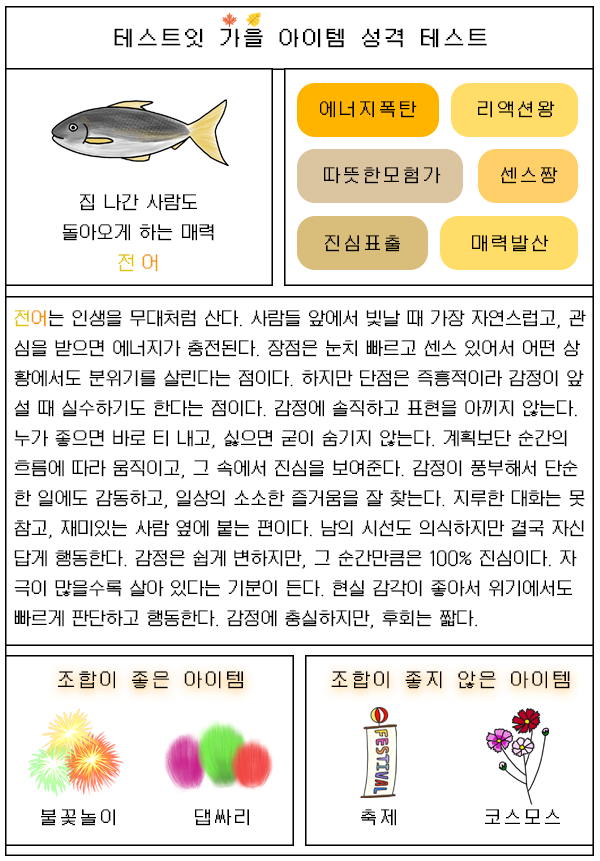 테스트잇 가을 아이템 성격 테스트
집 나간 사람도
돌아오게 하는 매력
전어
에너지폭탄
리액션왕
따뜻한모험가
센스짱
진심표출
매력발산
전어는 인생을 무대처럼 산다. 사람들 앞에서 빛날 때 가장 자연스럽고, 관
심을 받으면 에너지가 충전된다. 장점은 눈치 빠르고 센스 있어서 어떤 상
황에서도 분위기를 살린다는 점이다. 하지만 단점은 즉흥적이라 감정이 앞
설 때 실수하기도 한다는 점이다. 감정에 솔직하고 표현을 아끼지 않는다.
누가 좋으면 바로 티 내고, 싫으면 굳이 숨기지 않는다. 계획보단 순간의
흐름에 따라 움직이고, 그 속에서 진심을 보여준다. 감정이 풍부해서 단순
한 일에도 감동하고, 일상의 소소한 즐거움을 잘 찾는다. 지루한 대화는 못
참고, 재미있는 사람 옆에 붙는 편이다. 남의 시선도 의식하지만 결국 자신
답게 행동한다. 감정은 쉽게 변하지만, 그 순간만큼은 100% 진심이다. 자
극이 많을수록 살아 있다는 기분이 든다. 현실 감각이 좋아서 위기에서도
빠르게 판단하고 행동한다. 감정에 충실하지만, 후회는 짧다.
조합이 좋은 아이템
불꽃놀이
댑싸리
조합이 좋지 않은 아이템
FESTIVAL
축제
코스모스